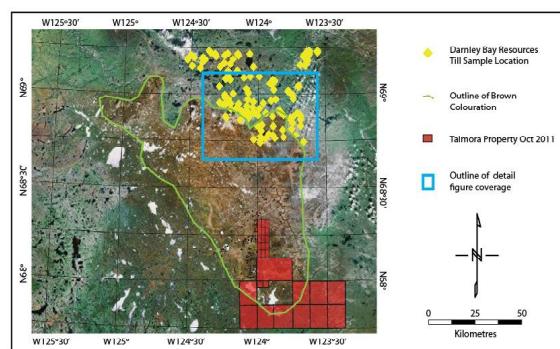 W125°30' W125° W124°30' W124° W123°30'
N69°
N69°
N68°30'
N68°30'
N68°
N68°
W125°30' W125° W124°30' W124° W123°30'
Darnley Bay Resources
Till Sample Location
Outline of Brown
Colouration
Talmora Property Oct 2011
Outline of detail
figure coverage
N
0 25 50
Kilometres